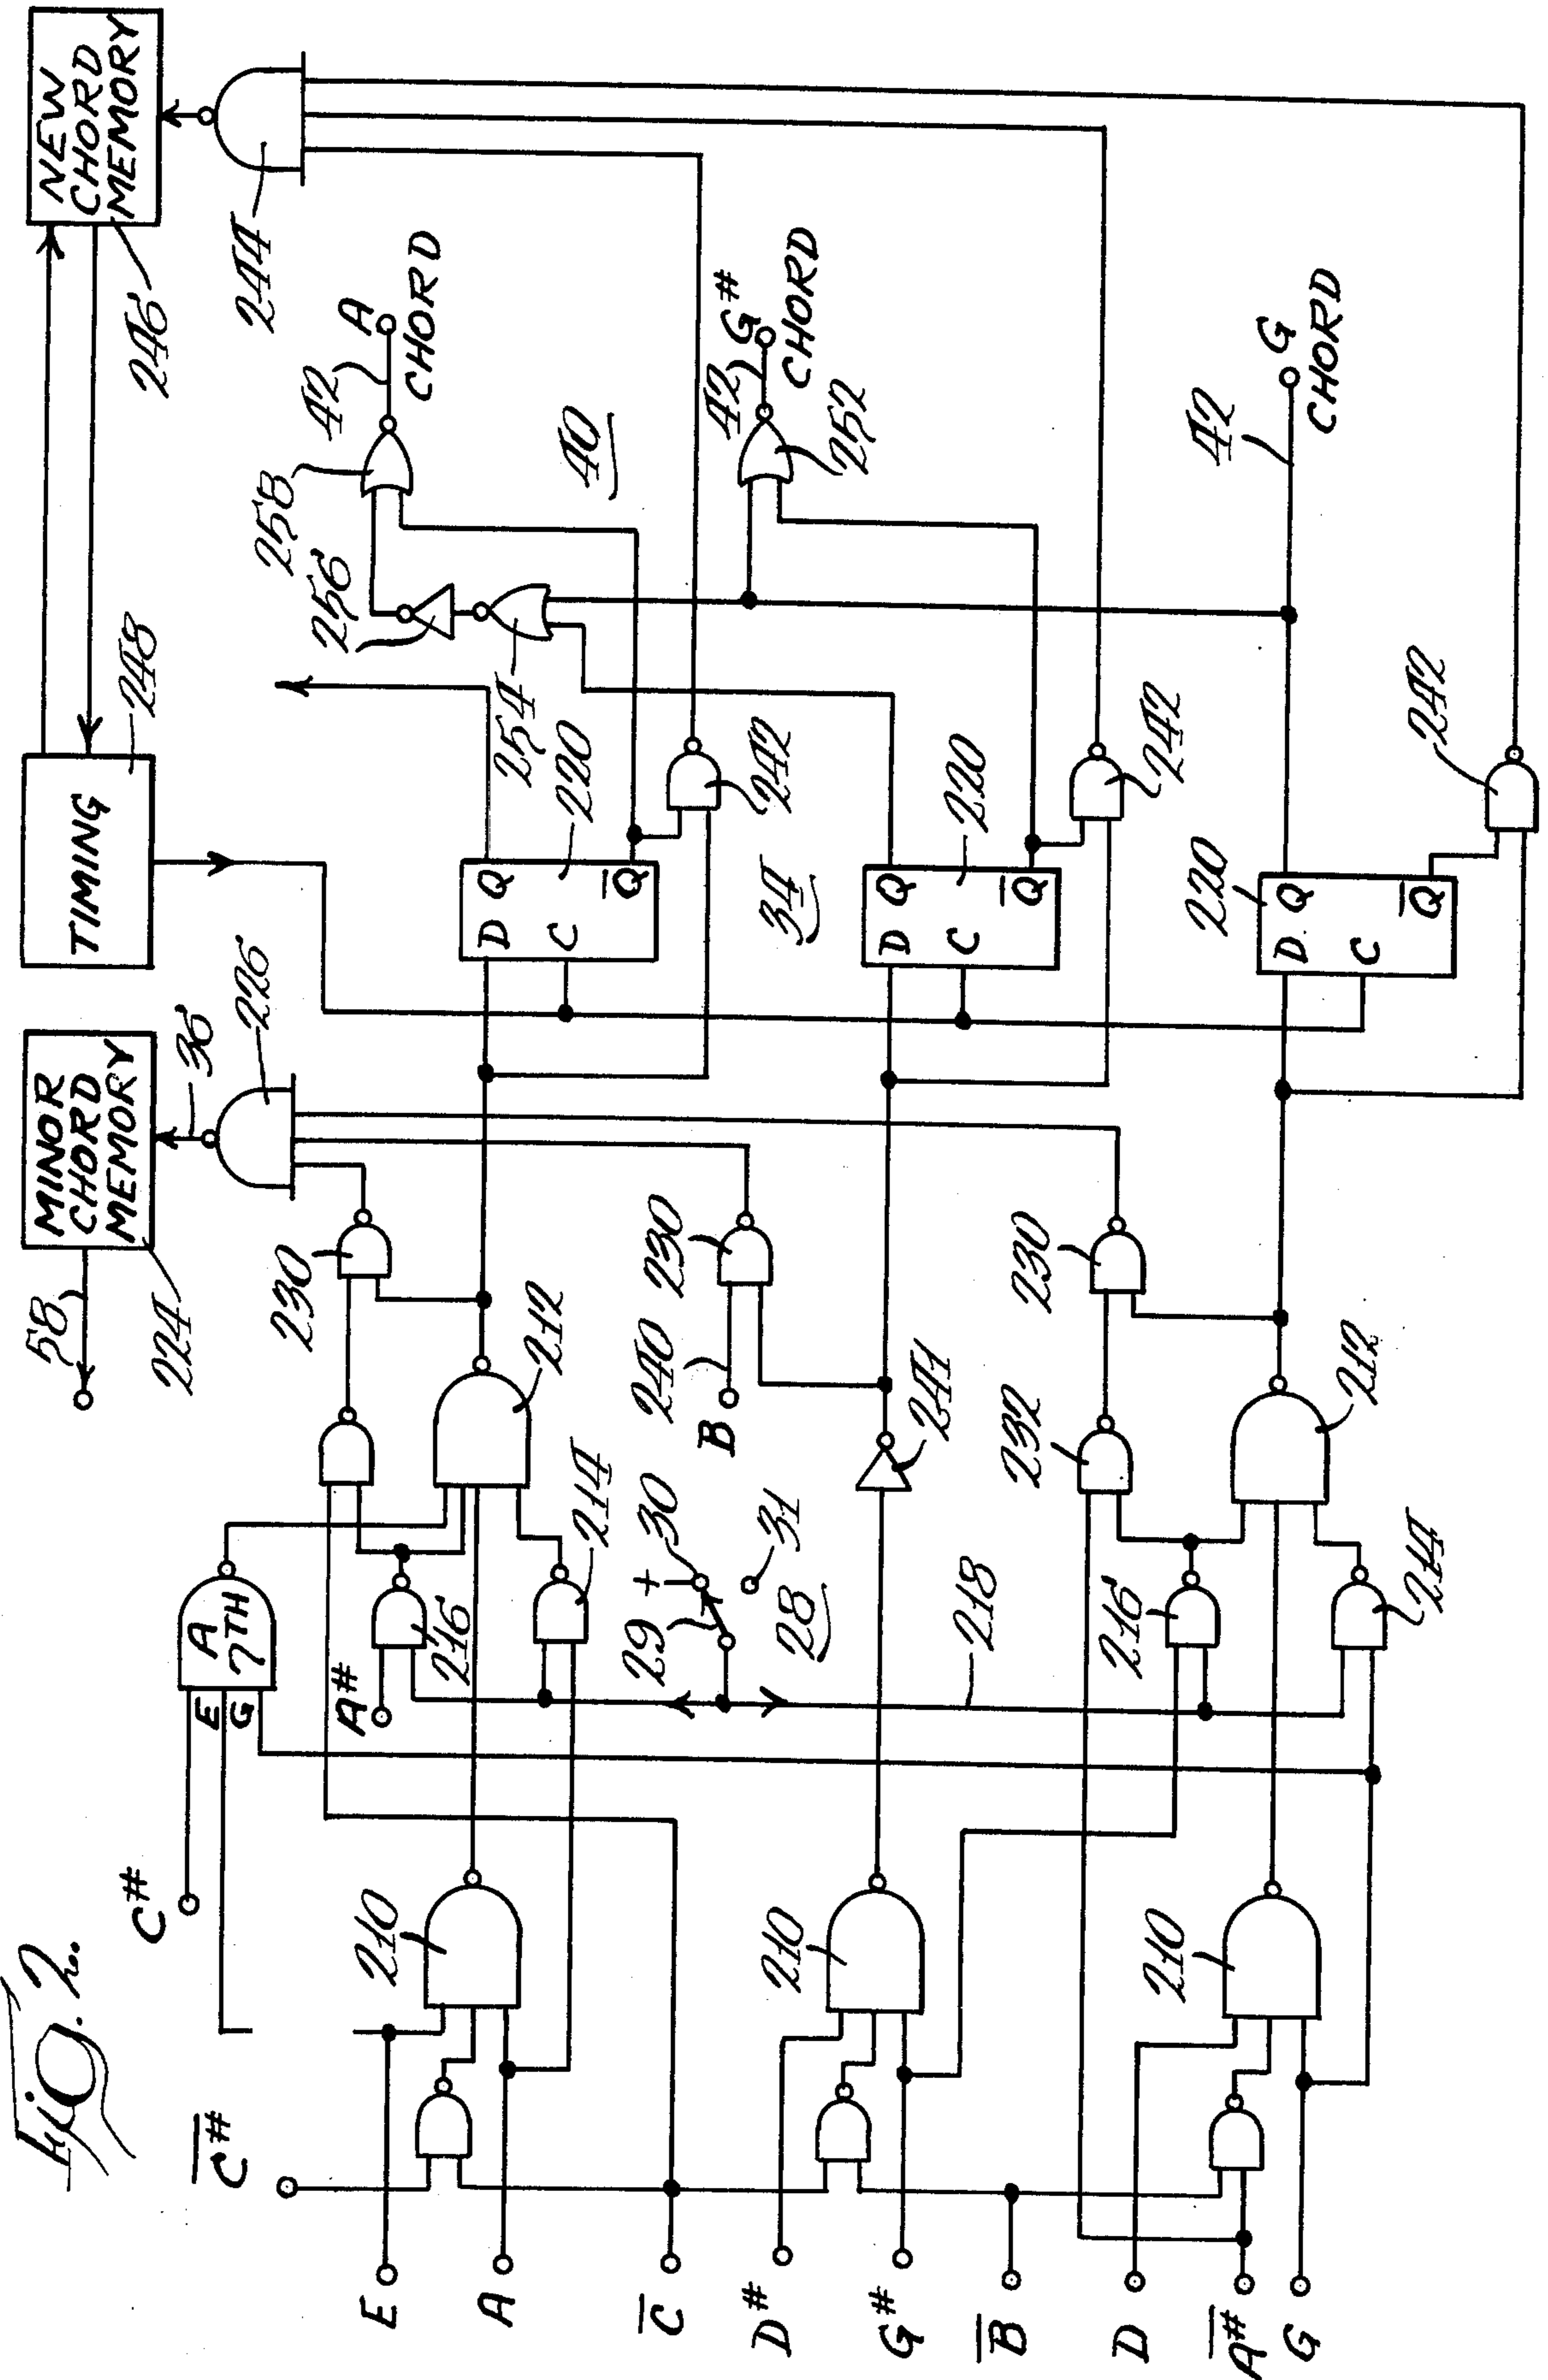 Fig. 2.
NEW
CHORD
MEMORY
246
244
TIMING
248
MINOR
CHORD
MEMORY
58
224
36
226
A
CHORD
42
258
256
254
40
G#
CHORD
42
252
G
CHORD
42
D Q
C Q̅
220
242
34
D Q
C Q̅
220
242
D Q
C Q̅
220
242
230
212
214
216
A
7TH
E
G
C#
A#
230
240
B̅
241
30
+
29
31
28
218
230
232
212
216
214
210
210
210
C̅#̅
E
A
C̅
D#
G#
B̅
D
A̅#̅
G